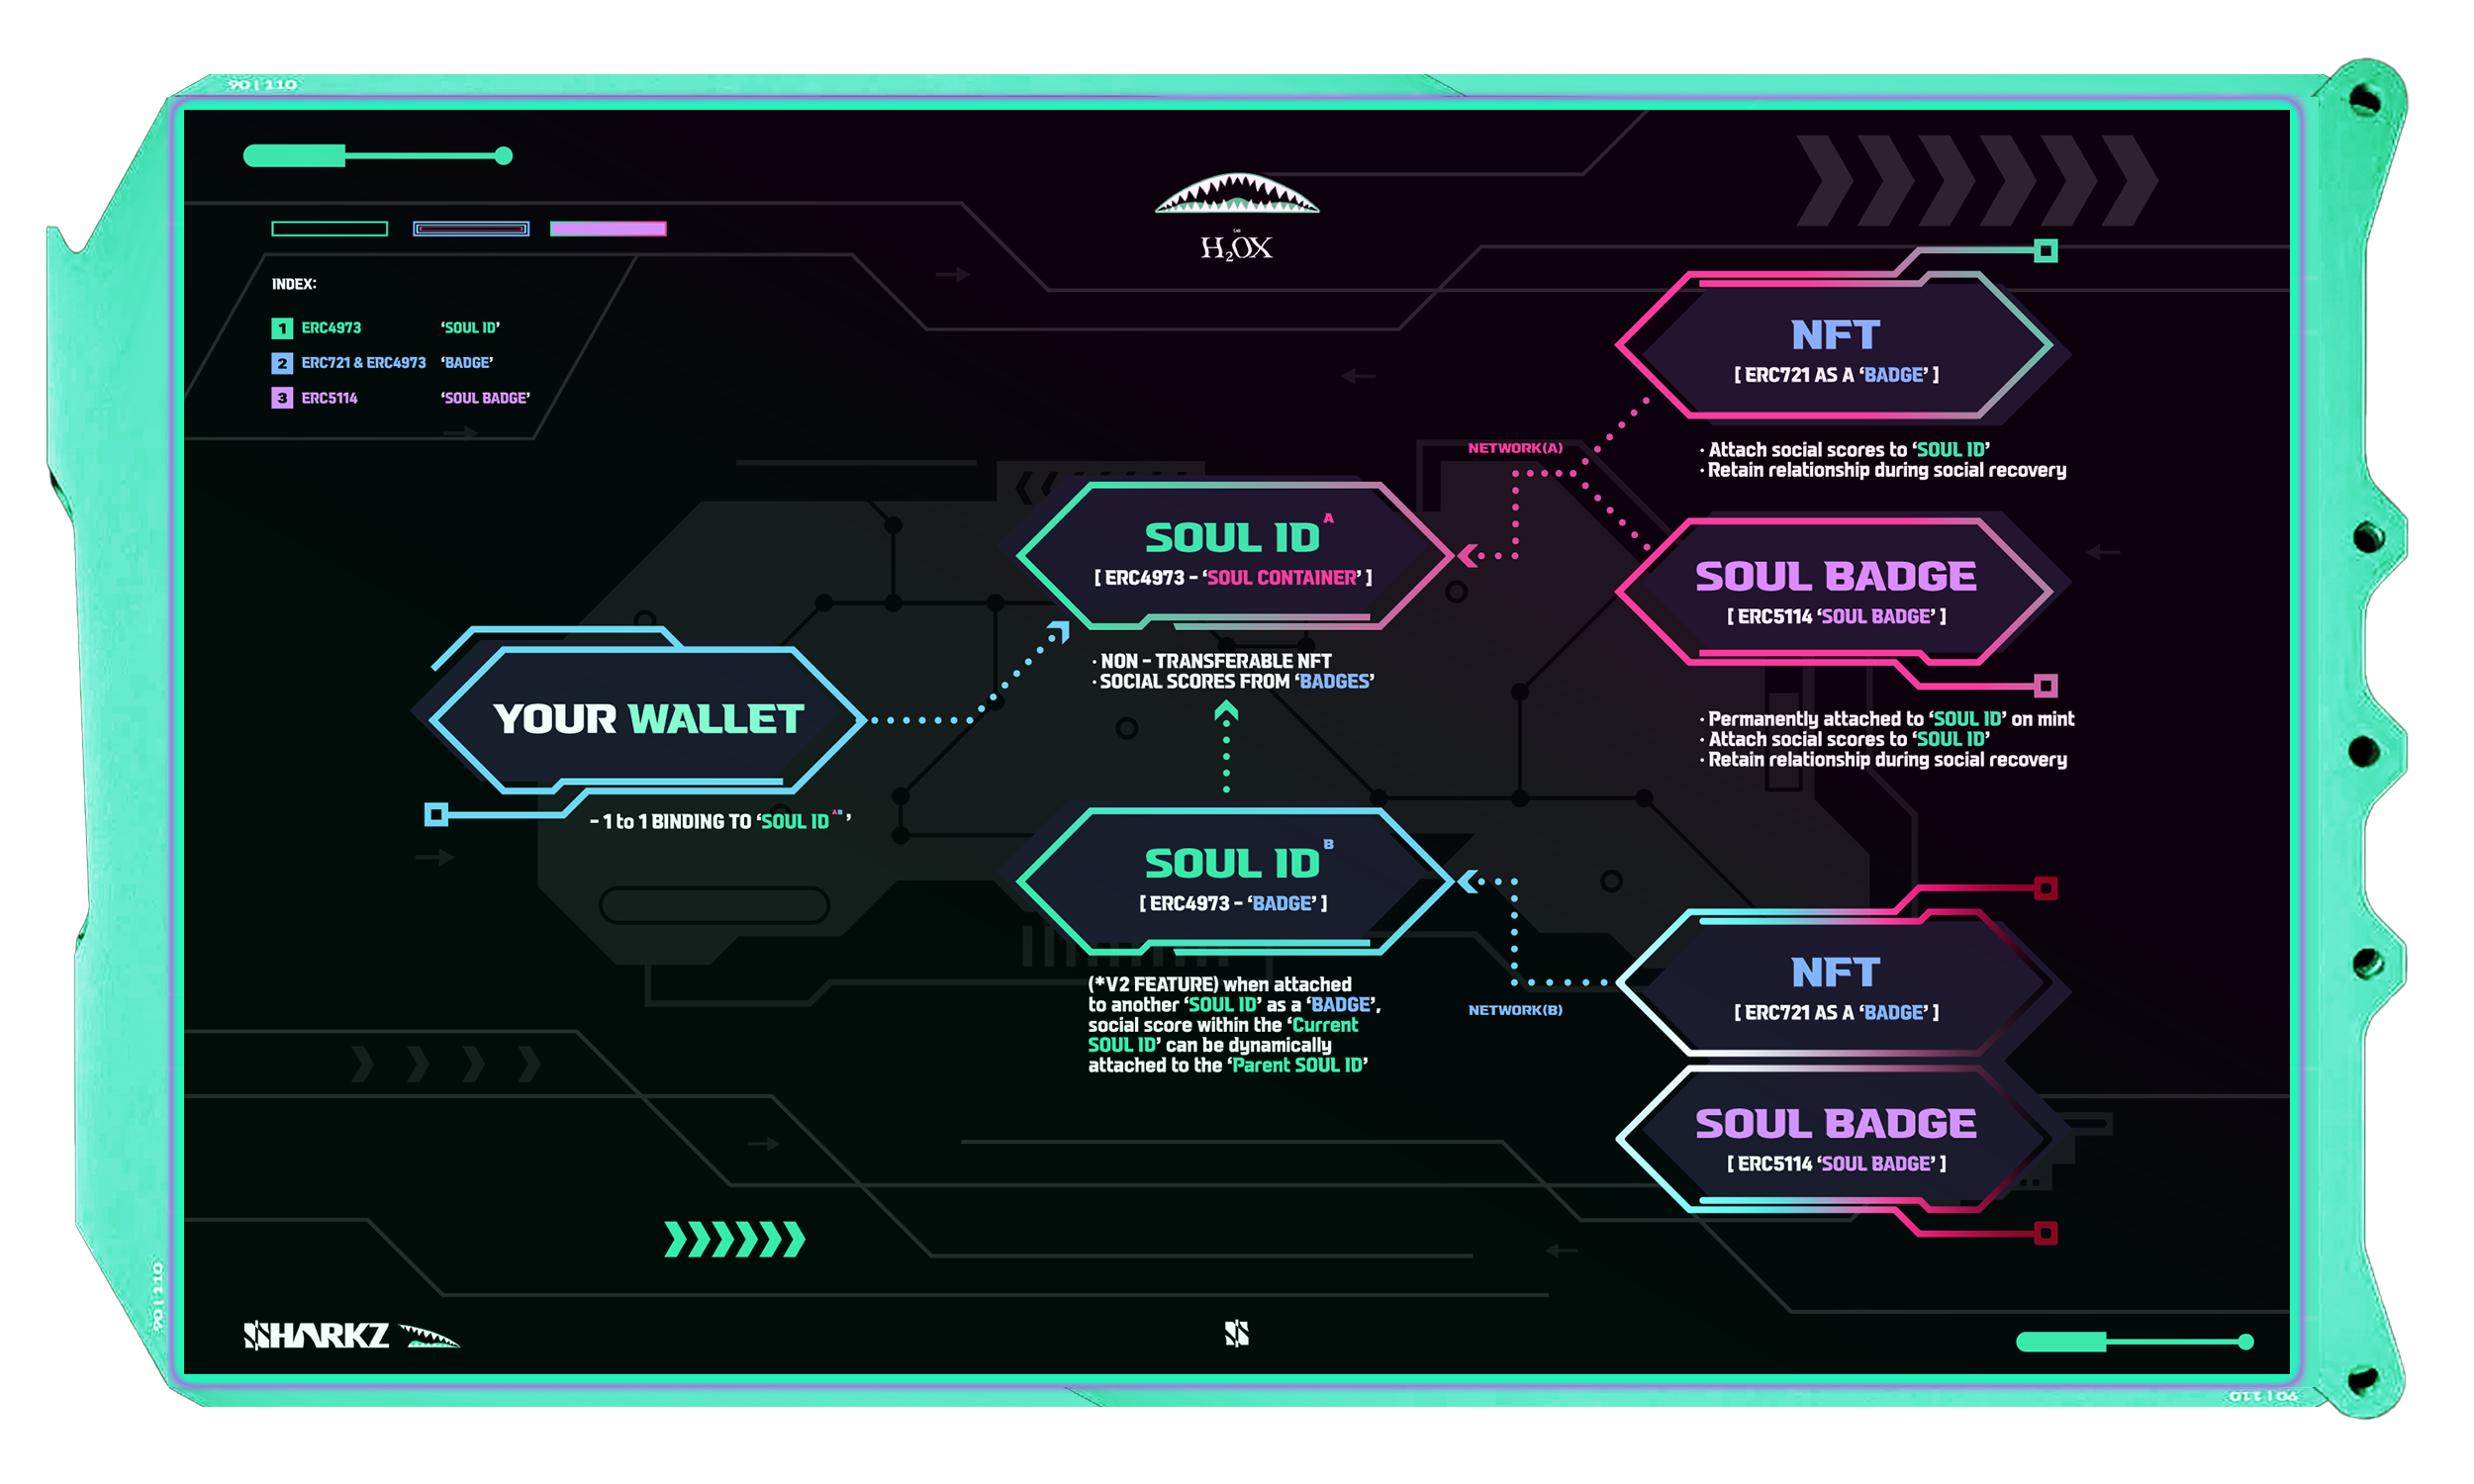 90 | 110
LAB
H2OX
INDEX:
1 ERC4973 ‘SOUL ID’
2 ERC721 & ERC4973 ‘BADGE’
3 ERC5114 ‘SOUL BADGE’
NFT
[ ERC721 AS A ‘BADGE’ ]
· Attach social scores to ‘SOUL ID’
· Retain relationship during social recovery
NETWORK(A)
SOUL ID A
[ ERC4973 – ‘SOUL CONTAINER’ ]
· NON – TRANSFERABLE NFT
· SOCIAL SCORES FROM ‘BADGES’
SOUL BADGE
[ ERC5114 ‘SOUL BADGE’ ]
· Permanently attached to ‘SOUL ID’ on mint
· Attach social scores to ‘SOUL ID’
· Retain relationship during social recovery
YOUR WALLET
– 1 to 1 BINDING TO ‘SOUL ID AB’
SOUL ID B
[ ERC4973 – ‘BADGE’ ]
(*V2 FEATURE) when attached
to another ‘SOUL ID’ as a ‘BADGE’,
social score within the ‘Current
SOUL ID’ can be dynamically
attached to the ‘Parent SOUL ID’
NETWORK(B)
NFT
[ ERC721 AS A ‘BADGE’ ]
SOUL BADGE
[ ERC5114 ‘SOUL BADGE’ ]
90 | 110
SHARKZ
S
90 | 110